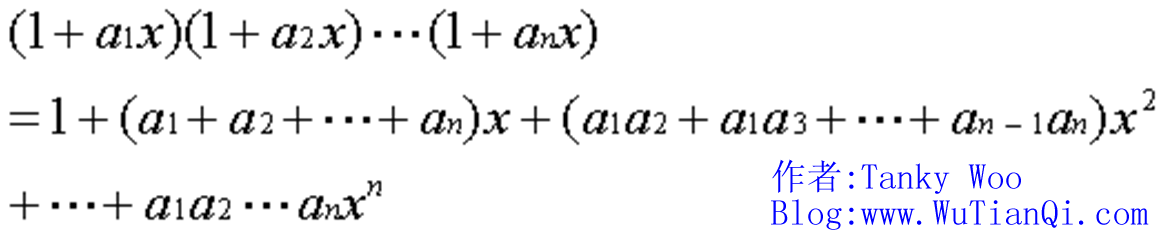 (1+a₁x)(1+a₂x)⋯(1+aₙx)
=1+(a₁+a₂+⋯+aₙ)x+(a₁a₂+a₁a₃+⋯+aₙ₋₁aₙ)x²
+⋯+a₁a₂⋯aₙxⁿ
作者:Tanky Woo
Blog:www.WuTianQi.com